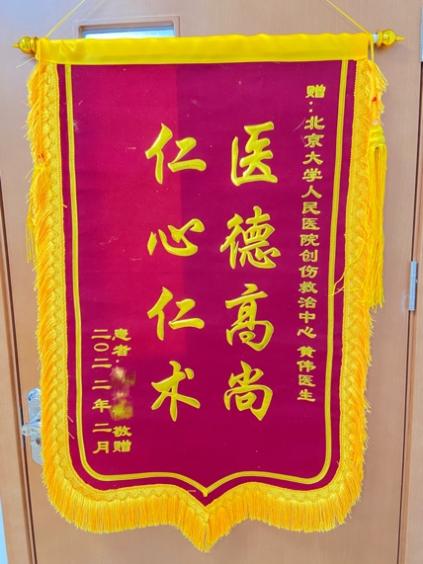 赠：北京大学人民医院创伤救治中心 黄伟医生
医德高尚
仁心仁术
患者：敬赠
二〇二二年二月